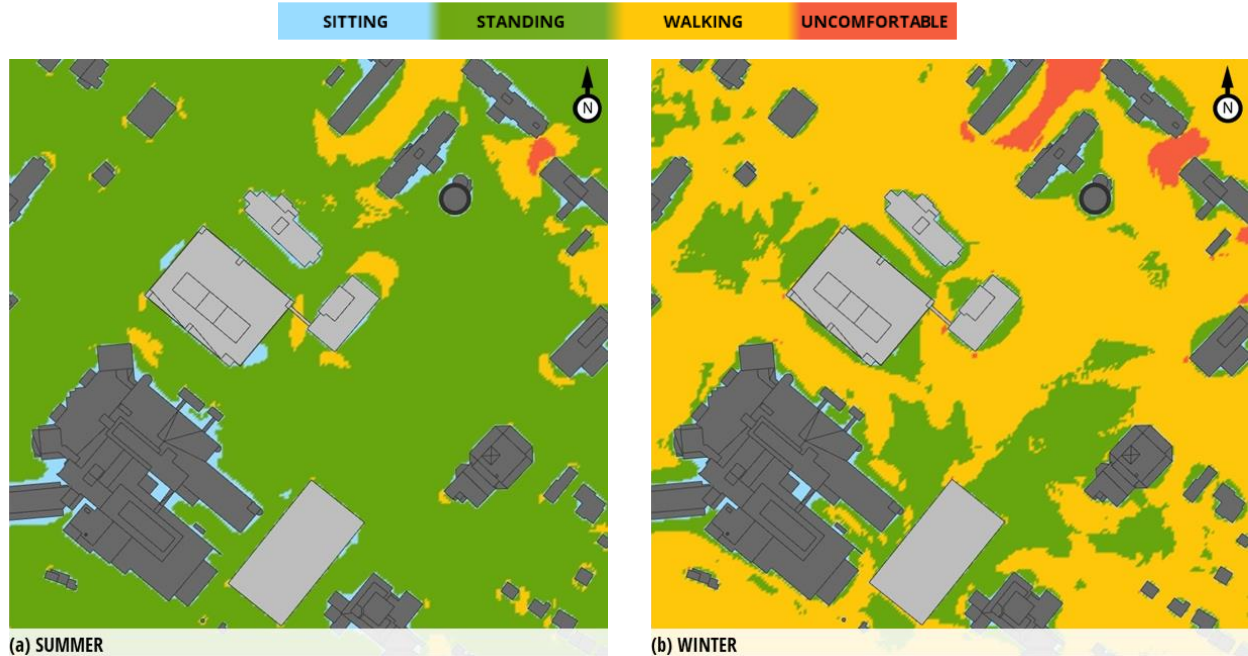 SITTING STANDING WALKING UNCOMFORTABLE
N N
(a) SUMMER (b) WINTER